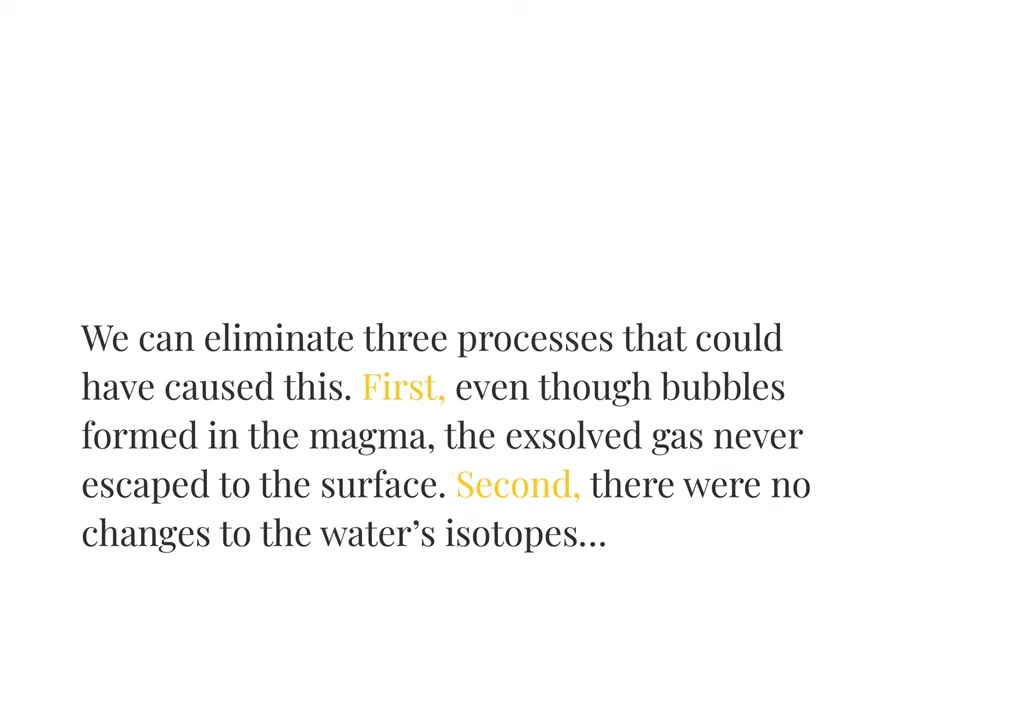 We can eliminate three processes that could
have caused this. First, even though bubbles
formed in the magma, the exsolved gas never
escaped to the surface. Second, there were no
changes to the water’s isotopes…